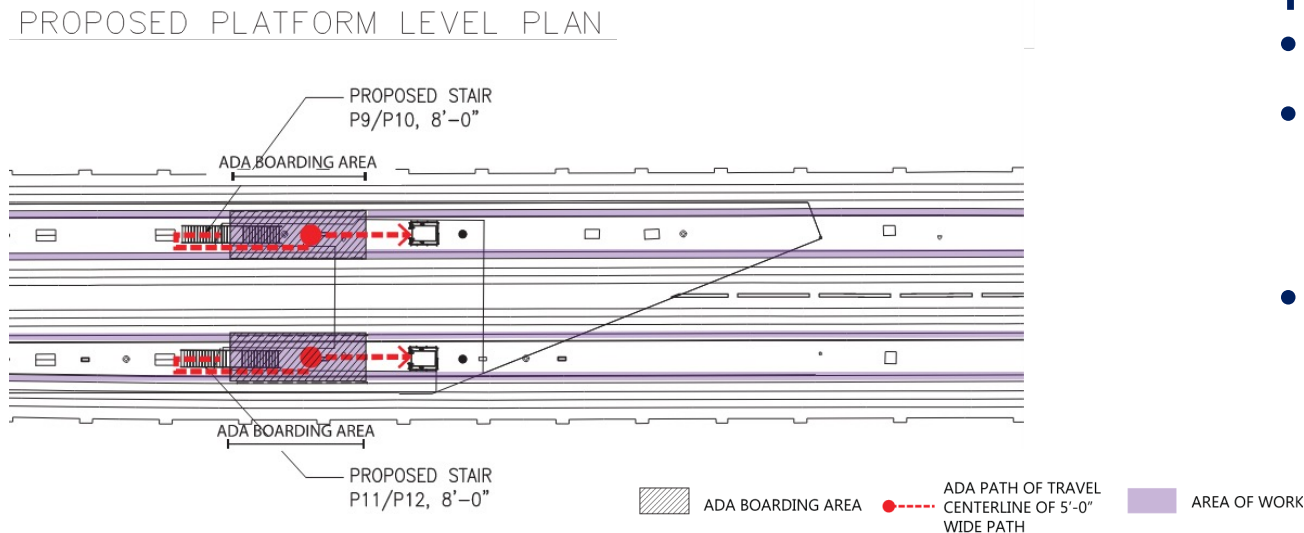 PROPOSED PLATFORM LEVEL PLAN
PROPOSED STAIR
P9/P10, 8'-0"
ADA BOARDING AREA
ADA BOARDING AREA
PROPOSED STAIR
P11/P12, 8'-0"
ADA BOARDING AREA
ADA PATH OF TRAVEL
CENTERLINE OF 5'-0"
WIDE PATH
AREA OF WORK